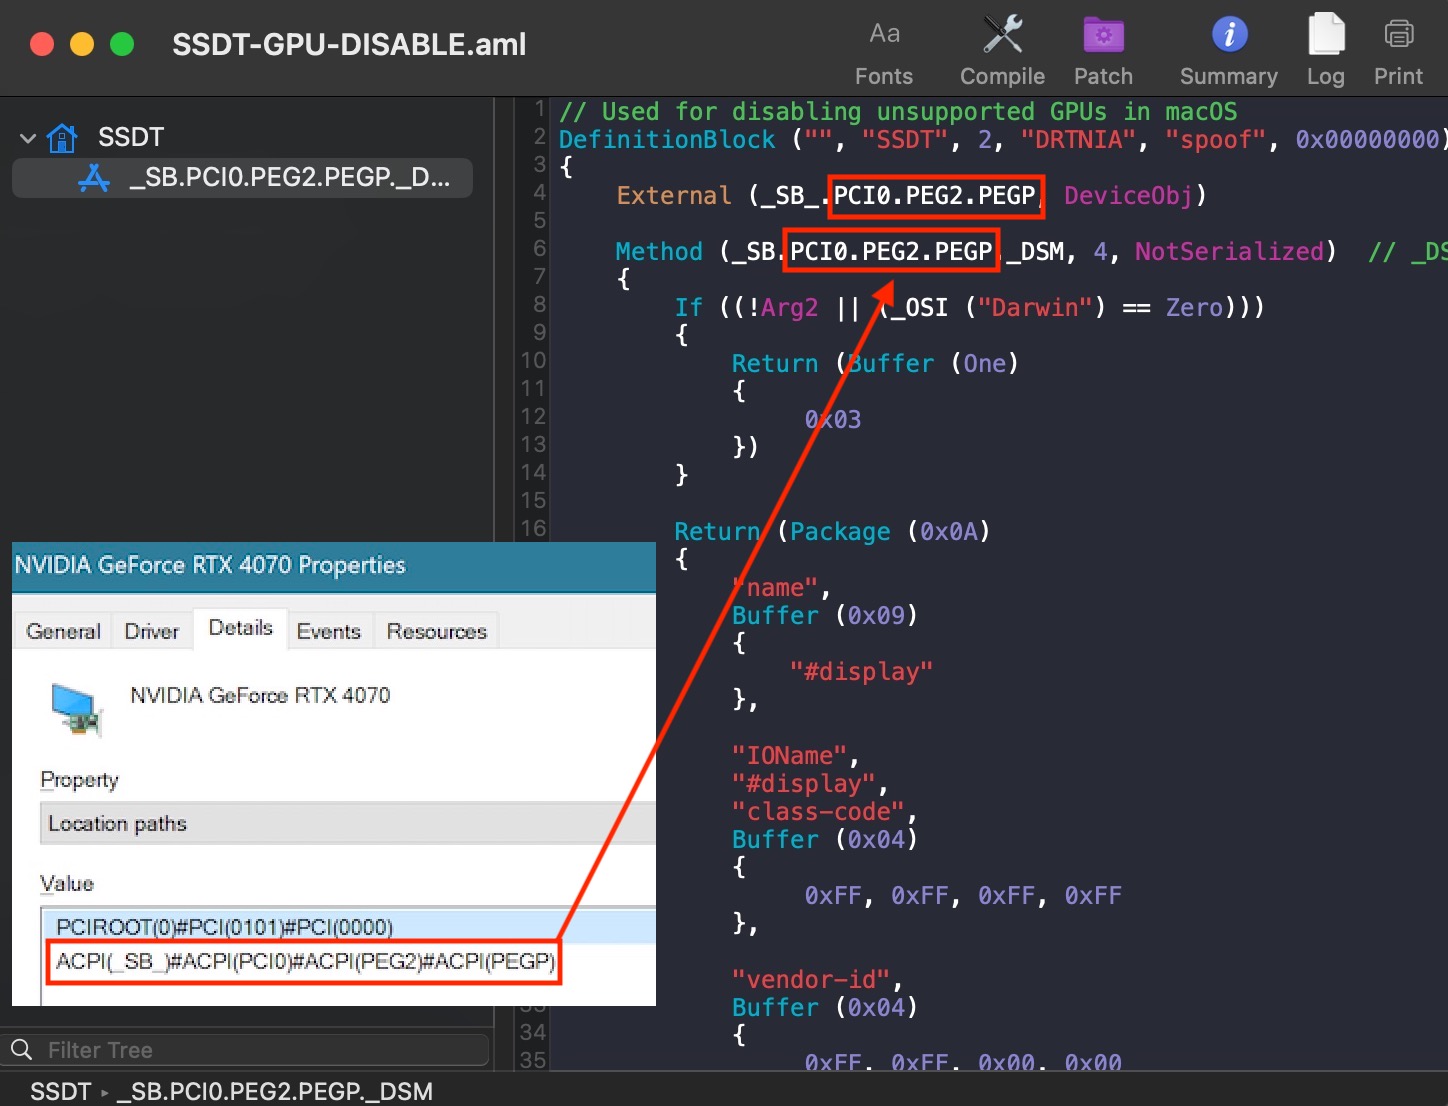 SSDT-GPU-DISABLE.aml
Aa
Fonts
Compile
Patch
Summary
Log
Print
SSDT
_SB.PCI0.PEG2.PEGP._D...
1 // Used for disabling unsupported GPUs in macOS
2 DefinitionBlock ("", "SSDT", 2, "DRTNIA", "spoof", 0x00000000)
3 {
4 External (_SB_.PCI0.PEG2.PEGP, DeviceObj)
5
6 Method (_SB.PCI0.PEG2.PEGP._DSM, 4, NotSerialized) // _DS
7 {
8 If ((!Arg2 || (_OSI ("Darwin") == Zero)))
9 {
10 Return (Buffer (One)
11 {
12 0x03
13 })
14 }
15
16 Return (Package (0x0A)
{
"name",
Buffer (0x09)
{
"#display"
},
"IOName",
"#display",
"class-code",
Buffer (0x04)
{
0xFF, 0xFF, 0xFF, 0xFF
},
"vendor-id",
33 Buffer (0x04)
34 {
35 0xFF, 0xFF, 0x00, 0x00
NVIDIA GeForce RTX 4070 Properties
General Driver Details Events Resources
NVIDIA GeForce RTX 4070
Property
Location paths
Value
PCIROOT(0)#PCI(0101)#PCI(0000)
ACPI(_SB_)#ACPI(PCI0)#ACPI(PEG2)#ACPI(PEGP)
Filter Tree
SSDT ▸ _SB.PCI0.PEG2.PEGP._DSM